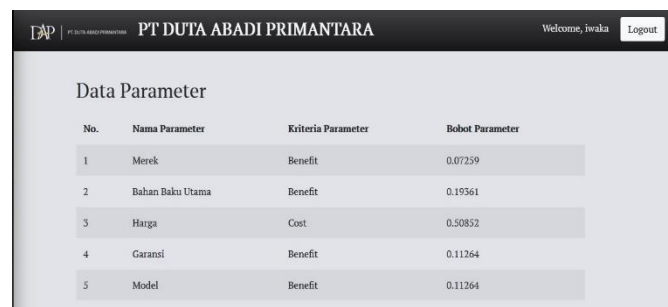 DAP | PT DUTA ABADI PRIMANTARA PT DUTA ABADI PRIMANTARA Welcome, iwaka Logout
Data Parameter
No. Nama Parameter Kriteria Parameter Bobot Parameter
1 Merek Benefit 0.07259
2 Bahan Baku Utama Benefit 0.19361
3 Harga Cost 0.50852
4 Garansi Benefit 0.11264
5 Model Benefit 0.11264